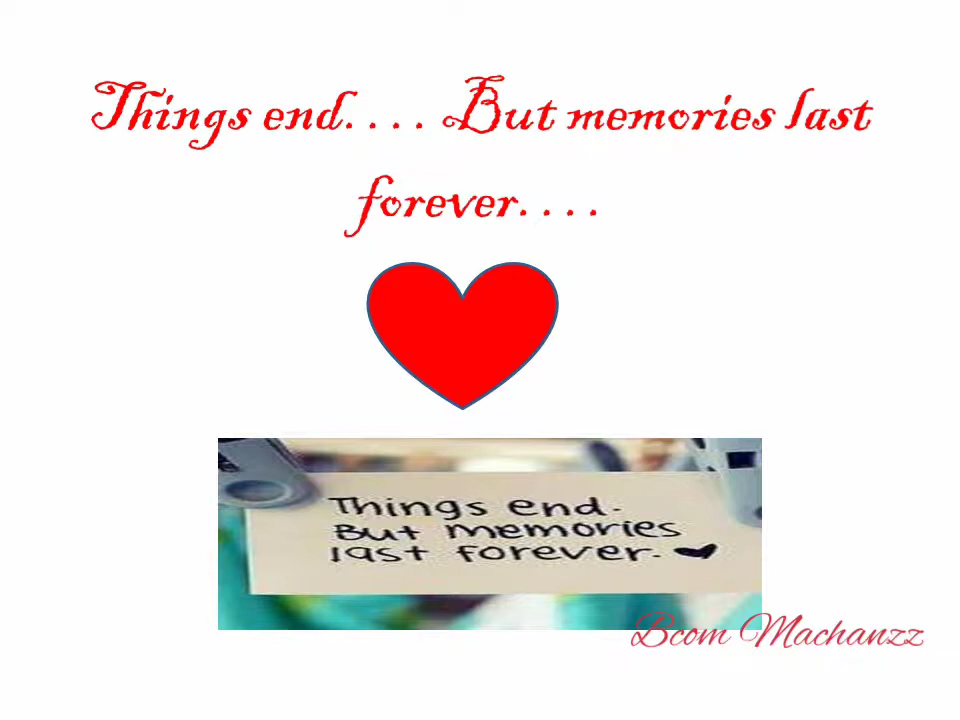 Things end.... But memories last
forever....
Things end.
But memories
last forever.
Bcom Machanzz